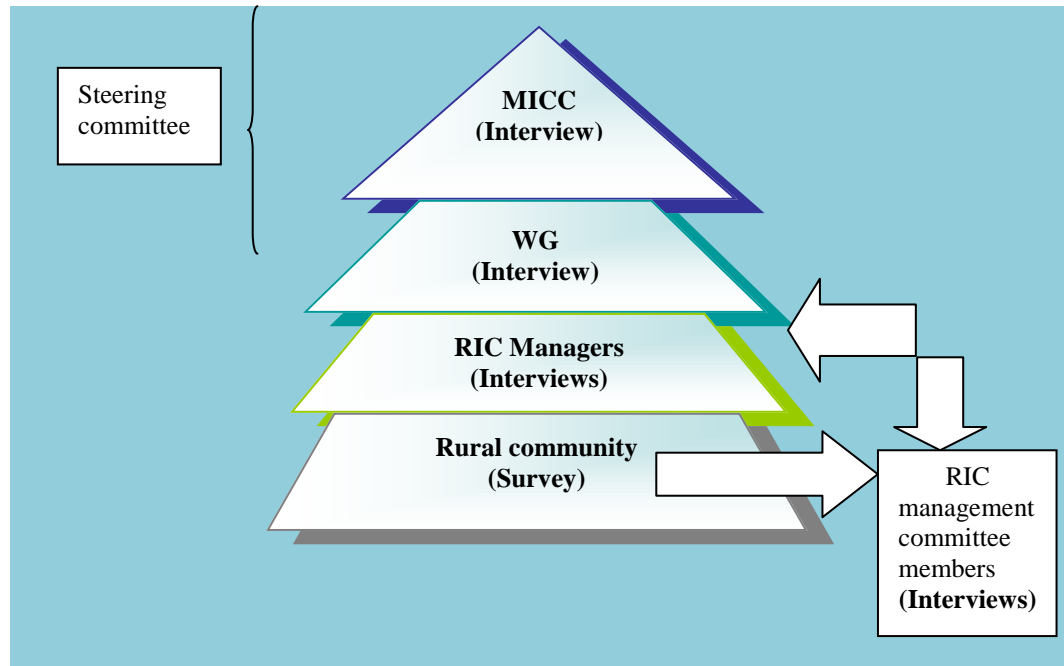 Steering
committee
MICC
(Interview)
WG
(Interview)
RIC Managers
(Interviews)
Rural community
(Survey)
RIC
management
committee
members
(Interviews)